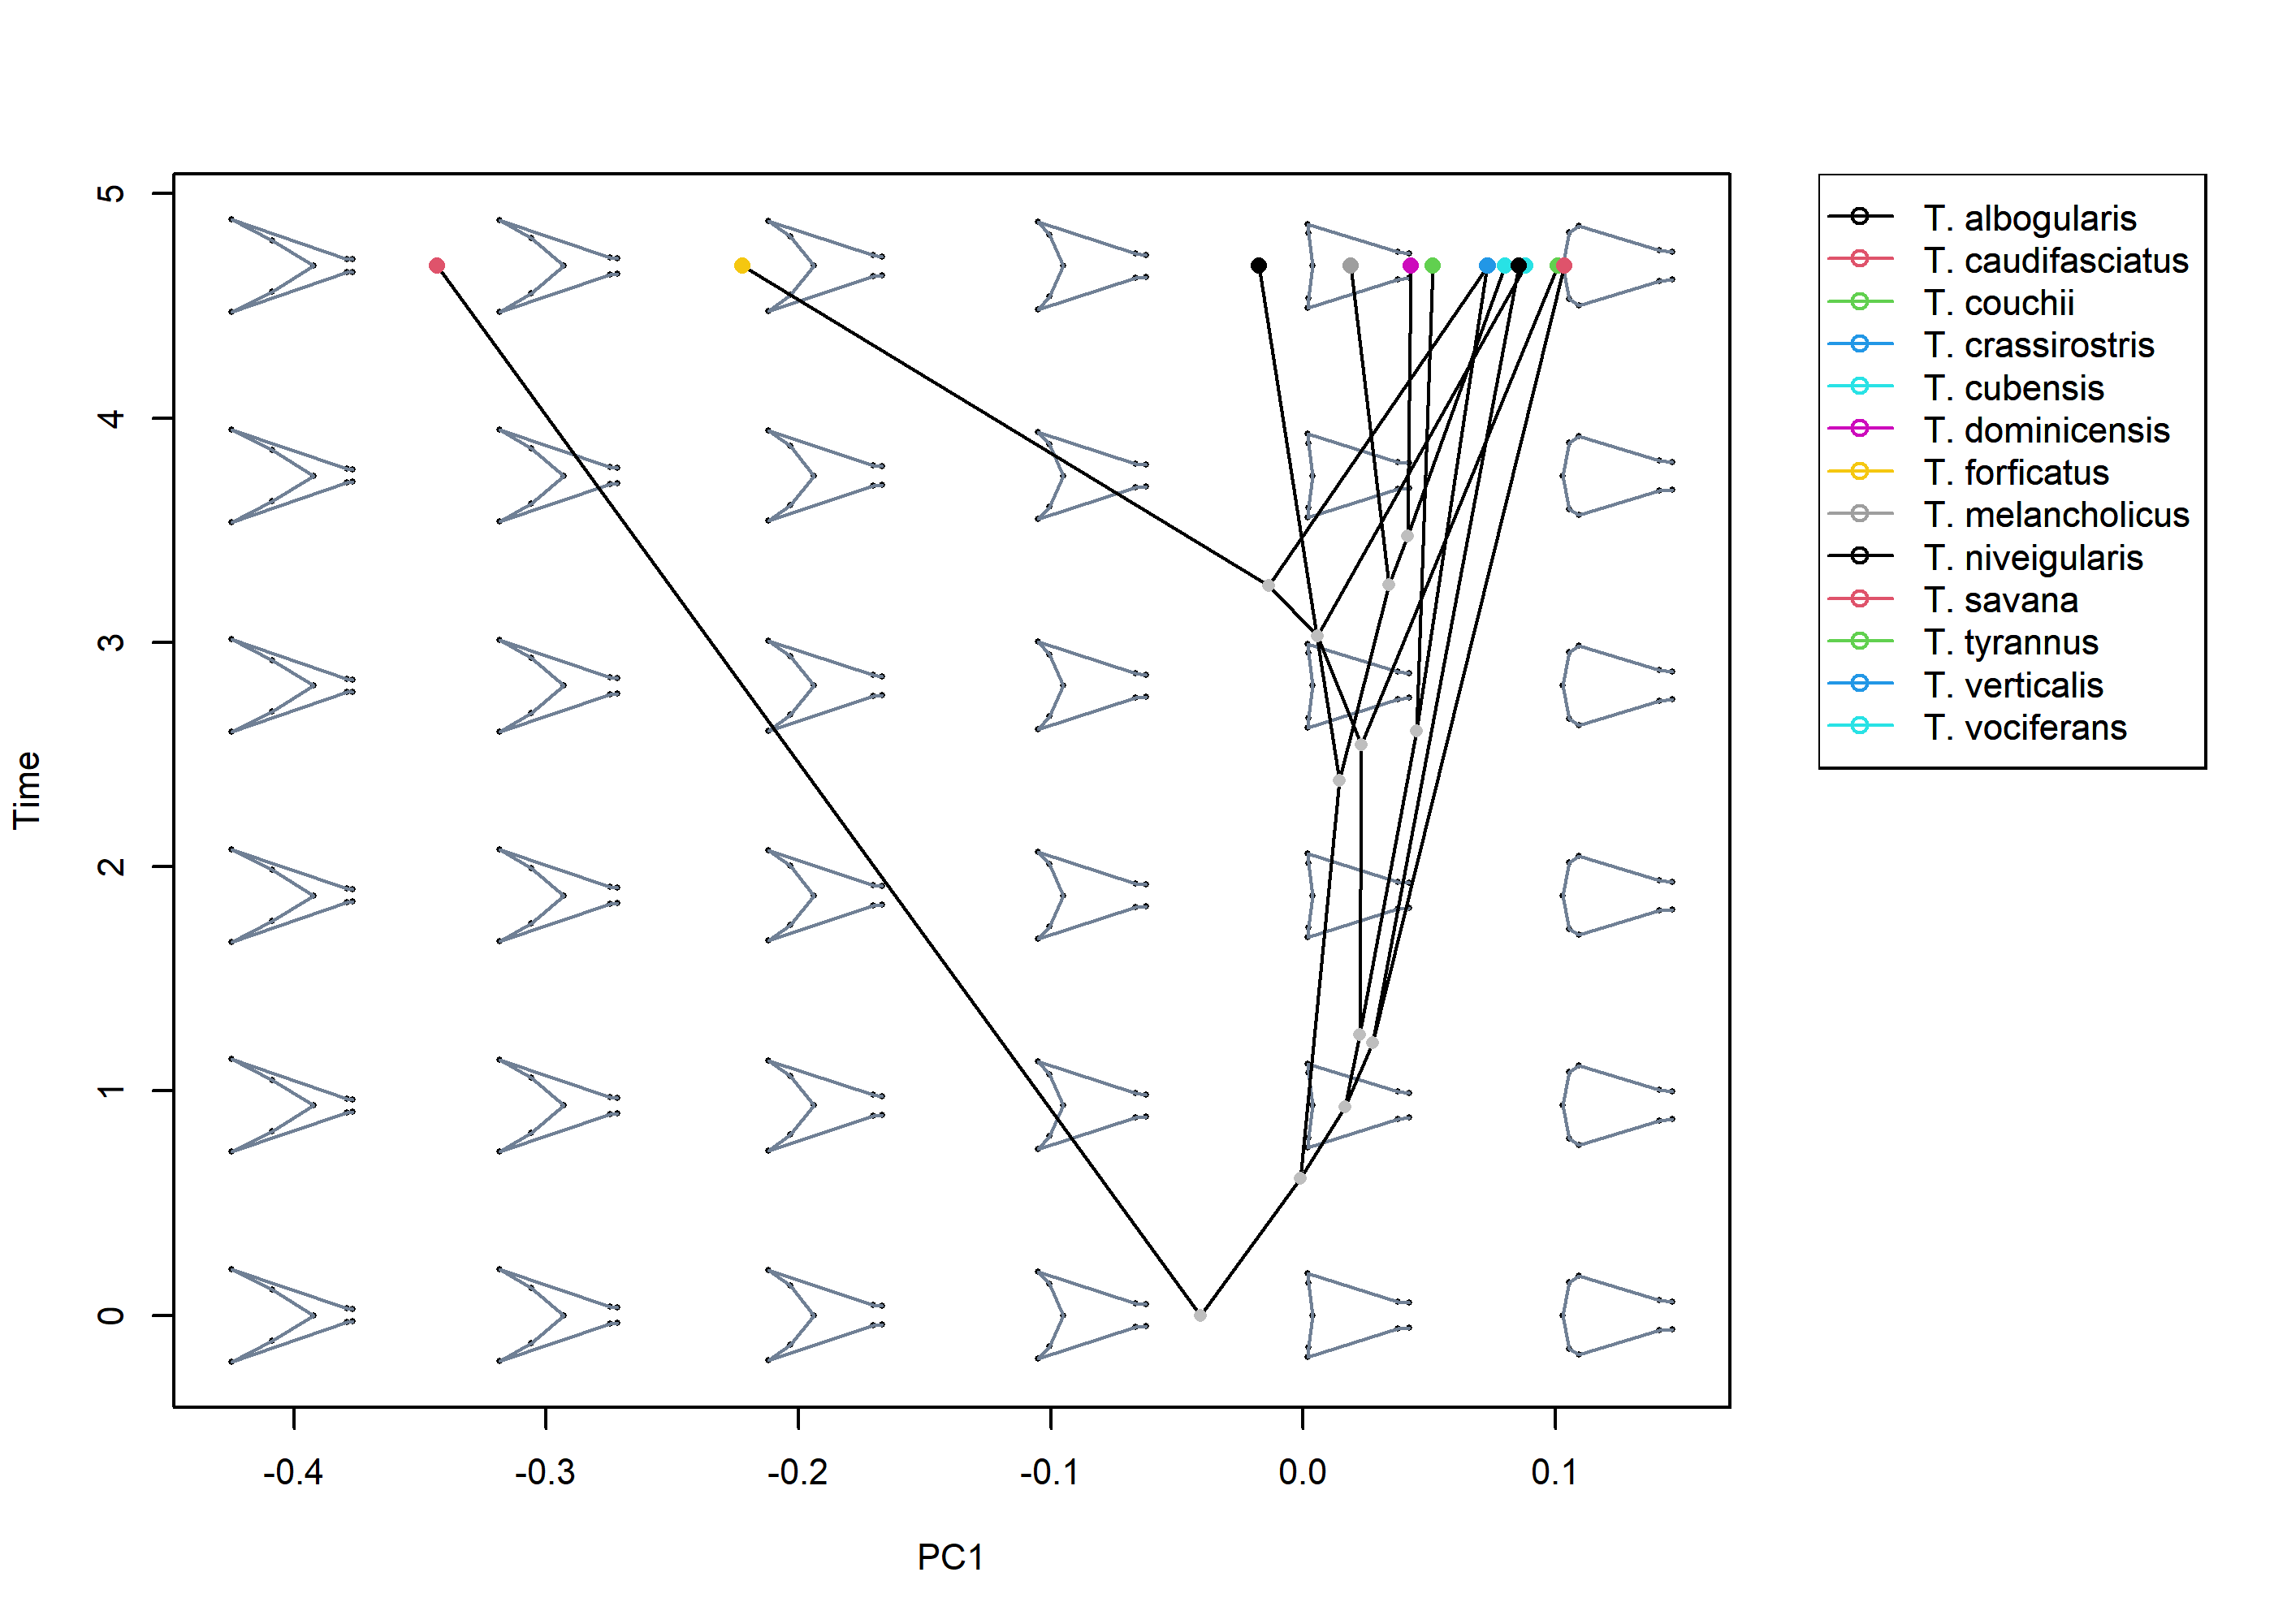 5
4
3
2
1
0
Time
-0.4 -0.3 -0.2 -0.1 0.0 0.1
PC1
T. albogularis
T. caudifasciatus
T. couchii
T. crassirostris
T. cubensis
T. dominicensis
T. forficatus
T. melancholicus
T. niveigularis
T. savana
T. tyrannus
T. verticalis
T. vociferans